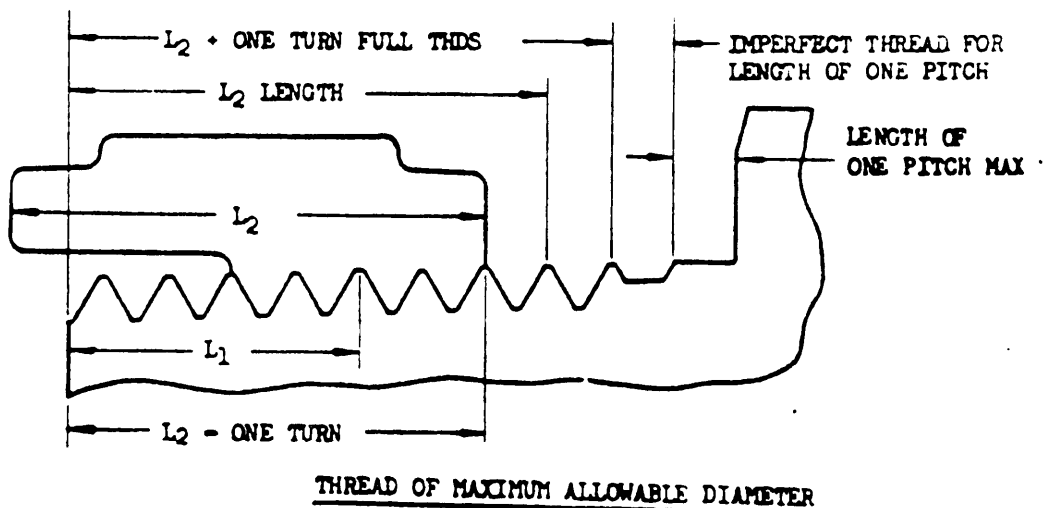 L2 + ONE TURN FULL THDS
IMPERFECT THREAD FOR
LENGTH OF ONE PITCH
L2 LENGTH
LENGTH OF
ONE PITCH MAX
L2
L1
L2 - ONE TURN
THREAD OF MAXIMUM ALLOWABLE DIAMETER